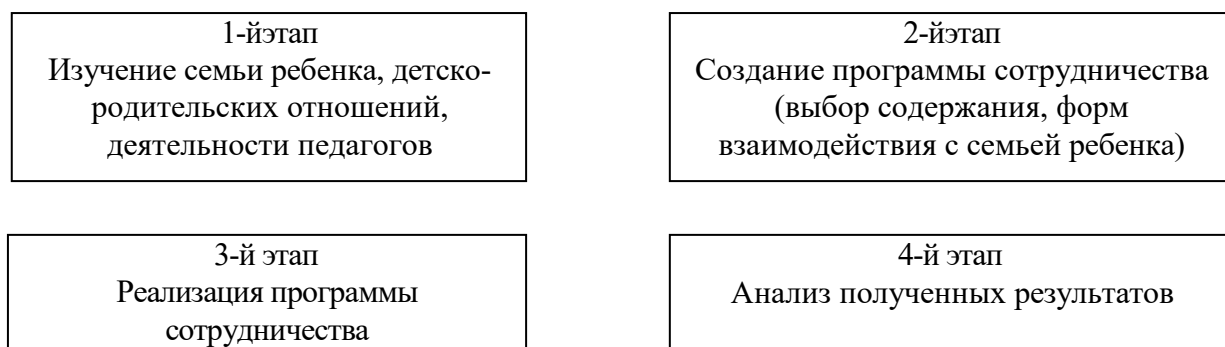 1-йэтап
Изучение семьи ребенка, детско-
родительских отношений,
деятельности педагогов
2-йэтап
Создание программы сотрудничества
(выбор содержания, форм
взаимодействия с семьей ребенка)
3-й этап
Реализация программы
сотрудничества
4-й этап
Анализ полученных результатов